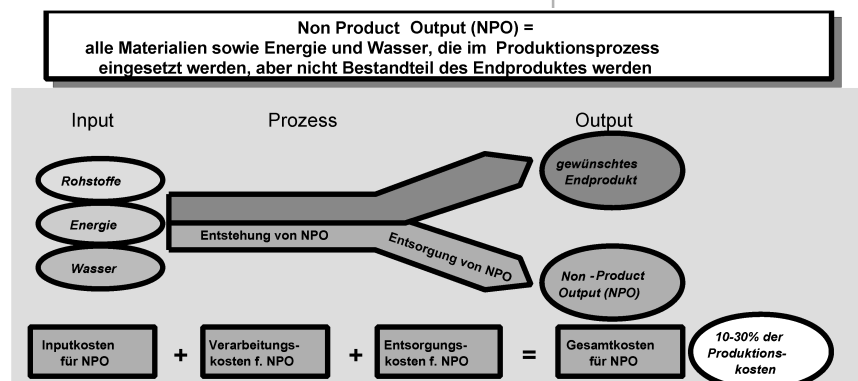 Non Product Output (NPO) =
alle Materialien sowie Energie und Wasser, die im Produktionsprozess
eingesetzt werden, aber nicht Bestandteil des Endproduktes werden
Input
Prozess
Output
Rohstoffe
Energie
Wasser
Entstehung von NPO
Entsorgung von NPO
gewünschtes
Endprodukt
Non - Product
Output (NPO)
Inputkosten
für NPO
+
Verarbeitungs-
kosten f. NPO
+
Entsorgungs-
kosten f. NPO
=
Gesamtkosten
für NPO
10-30% der
Produktions-
kosten